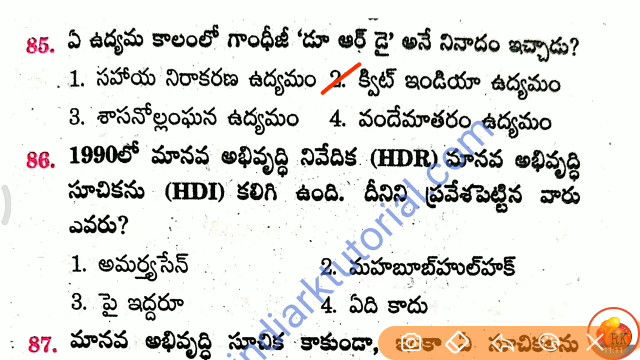 85. ఏ ఉద్యమ కాలంలో గాంధీజీ 'డూ ఆర్ డై' అనే నినాదం ఇచ్చాడు?
1. సహాయ నిరాకరణ ఉద్యమం 2. క్విట్ ఇండియా ఉద్యమం
3. శాసనోల్లంఘన ఉద్యమం 4. వందేమాతరం ఉద్యమం
86. 1990లో మానవ అభివృద్ధి నివేదిక (HDR) మానవ అభివృద్ధి
సూచికను (HDI) కలిగి ఉంది. దీనిని ప్రవేశపెట్టిన వారు
ఎవరు?
1. అమర్త్యసేన్ 2. మహబూబ్‌హుల్‌హక్
3. పై ఇద్దరూ 4. ఏది కాదు
87. మానవ అభివృద్ధి సూచిక కాకుండా, సూచికలను
indiarktutorial.com
RK